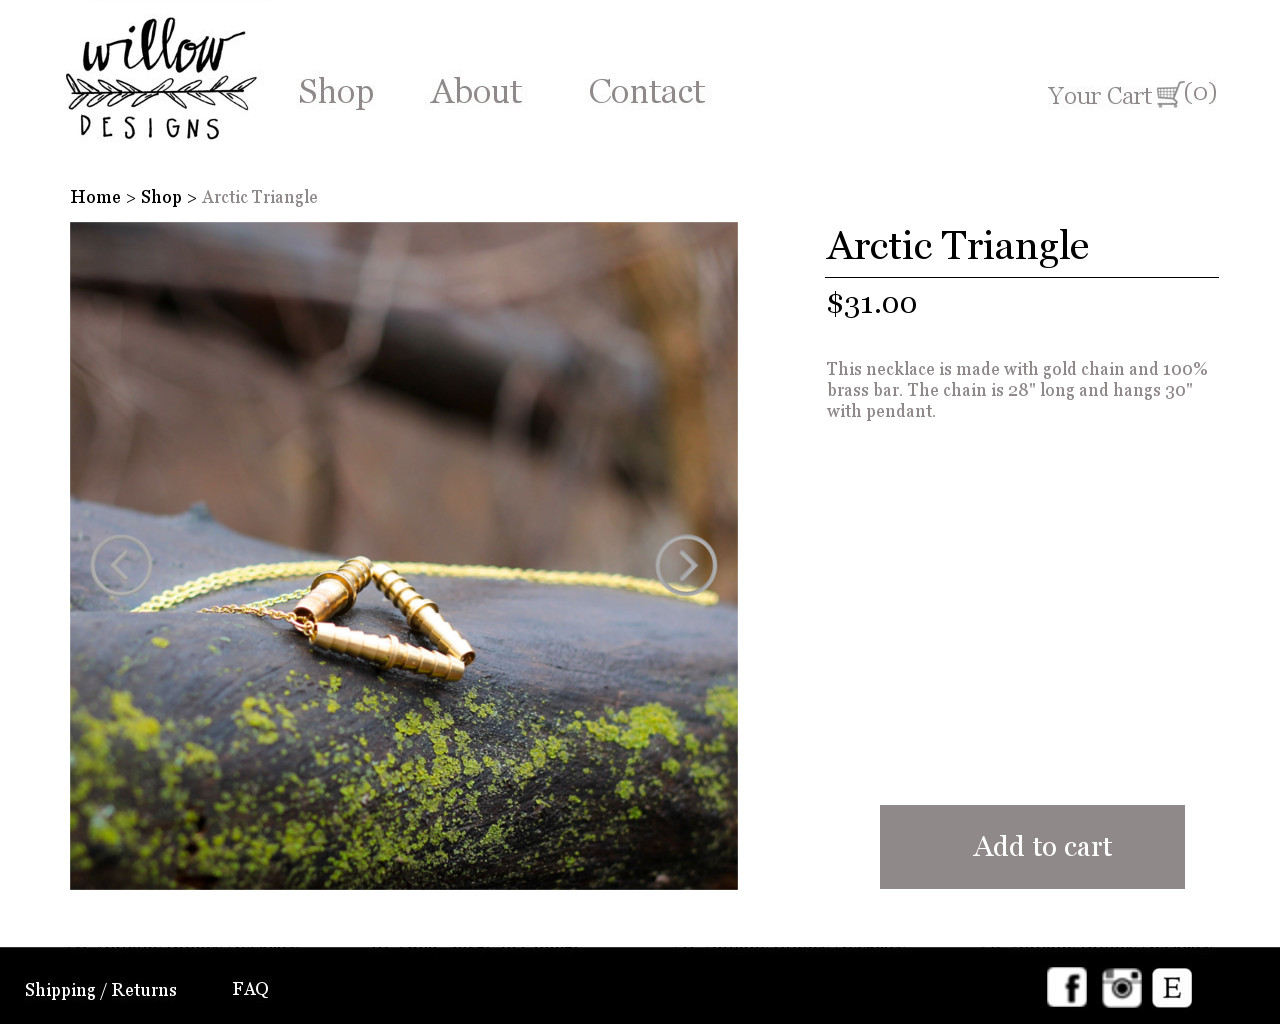 willow
DESIGNS
Shop About Contact
Your Cart (0)
Home > Shop > Arctic Triangle
Arctic Triangle
$31.00
This necklace is made with gold chain and 100%
brass bar. The chain is 28" long and hangs 30"
with pendant.
Add to cart
Shipping / Returns FAQ
f E